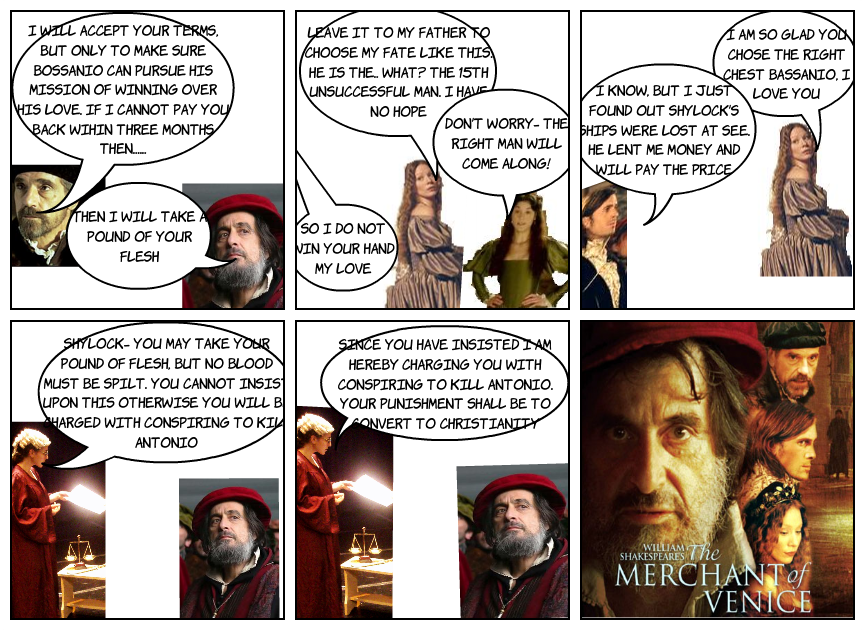 I WILL ACCEPT YOUR TERMS,
BUT ONLY TO MAKE SURE
BOSSANIO CAN PURSUE HIS
MISSION OF WINNING OVER
HIS LOVE. IF I CANNOT PAY YOU
BACK WIHIN THREE MONTHS
THEN......
THEN I WILL TAKE A
POUND OF YOUR
FLESH
LEAVE IT TO MY FATHER TO
CHOOSE MY FATE LIKE THIS.
HE IS THE... WHAT? THE 15TH
UNSUCCESSFUL MAN. I HAVE
NO HOPE
DON'T WORRY- THE
RIGHT MAN WILL
COME ALONG!
SO I DO NOT
WIN YOUR HAND
MY LOVE
I AM SO GLAD YOU
CHOSE THE RIGHT
CHEST BASSANIO, I
LOVE YOU
I KNOW, BUT I JUST
FOUND OUT SHYLOCK'S
SHIPS WERE LOST AT SEE.
HE LENT ME MONEY AND
WILL PAY THE PRICE
SHYLOCK- YOU MAY TAKE YOUR
POUND OF FLESH, BUT NO BLOOD
MUST BE SPILT. YOU CANNOT INSIST
UPON THIS OTHERWISE YOU WILL B
CHARGED WITH CONSPIRING TO KILL
ANTONIO
SINCE YOU HAVE INSISTED I AM
HEREBY CHARGING YOU WITH
CONSPIRING TO KILL ANTONIO.
YOUR PUNISHMENT SHALL BE TO
CONVERT TO CHRISTIANITY
WILLIAM
SHAKESPEARE'S The
MERCHANT of
VENICE